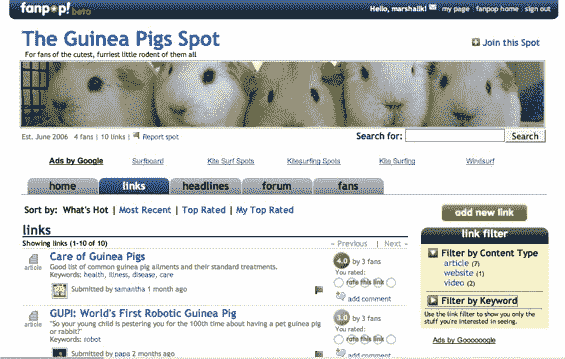 fanpop! beta
Hello, marshallk! my page | fanpop home | sign out
The Guinea Pigs Spot
For fans of the cutest, furriest little rodent of them all
Join this Spot
Est. June 2006 4 fans | 10 links | Report spot
Search for: Search
Ads by Google Surfboard Kite Surf Spots Kitesurfing Spots Kite Surfing Windsurf
home links headlines forum fans
Sort by: What's Hot | Most Recent | Top Rated | My Top Rated
add new link
links
Showing links (1-10 of 10) « Previous | Next »
link filter
Filter by Content Type
article (7)
website (1)
video (2)
Filter by Keyword
Use the link filter to show you only the stuff you're interested in seeing.
Ads by Goooooogle
article
Care of Guinea Pigs
Good list of common guinea pig ailments and their standard treatments.
Keywords: health, illness, disease, care
Submitted by samantha 1 month ago
4.0 by 3 fans
You rated:
rate this link
add comment
article
GUPI: World's First Robotic Guinea Pig
"So your young child is pestering you for the 100th time about having a pet guinea pig or rabbit?"
Keywords: robot
Submitted by papa 2 month ago
3.0 by 3 fans
You rated:
rate this link
add comment